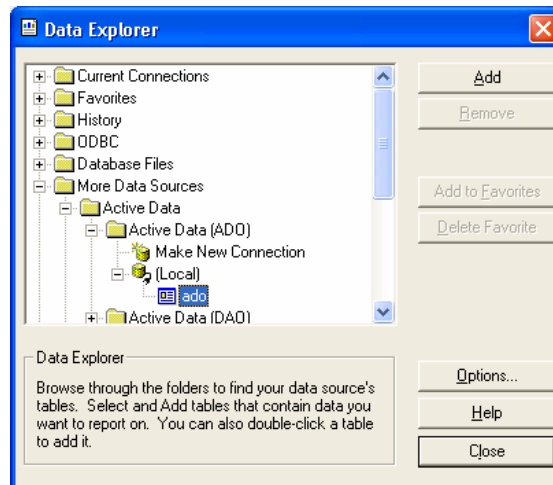 Data Explorer
Current Connections
Favorites
History
ODBC
Database Files
More Data Sources
Active Data
Active Data (ADO)
Make New Connection
(Local)
ado
Active Data (DAO)
Add
Remove
Add to Favorites
Delete Favorite
Data Explorer
Browse through the folders to find your data source's
tables. Select and Add tables that contain data you
want to report on. You can also double-click a table
to add it.
Options...
Help
Close